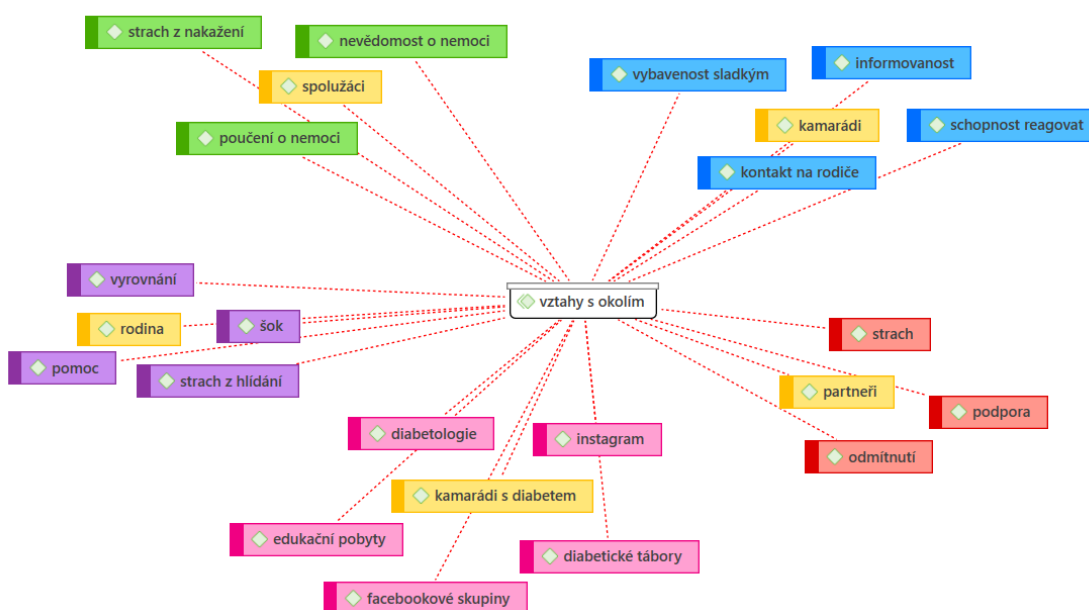 strach z nakažení
nevědomost o nemoci
spolužáci
poučení o nemoci
vybavenost sladkým
informovanost
kamarádi
schopnost reagovat
kontakt na rodiče
vztahy s okolím
vyrovnání
rodina
šok
pomoc
strach z hlídání
strach
partneři
podpora
odmítnutí
diabetologie
instagram
kamarádi s diabetem
edukační pobyty
diabetické tábory
facebookové skupiny